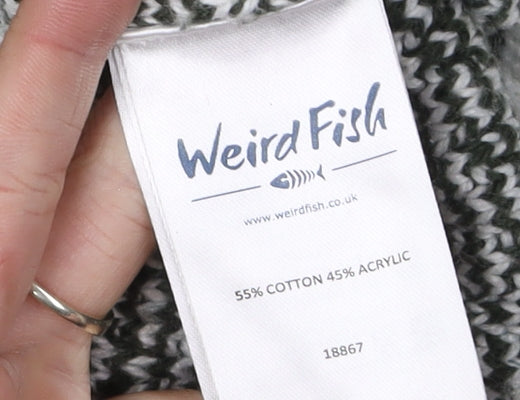 Weird Fish
www.weirdfish.co.uk
55% COTTON 45% ACRYLIC
18867